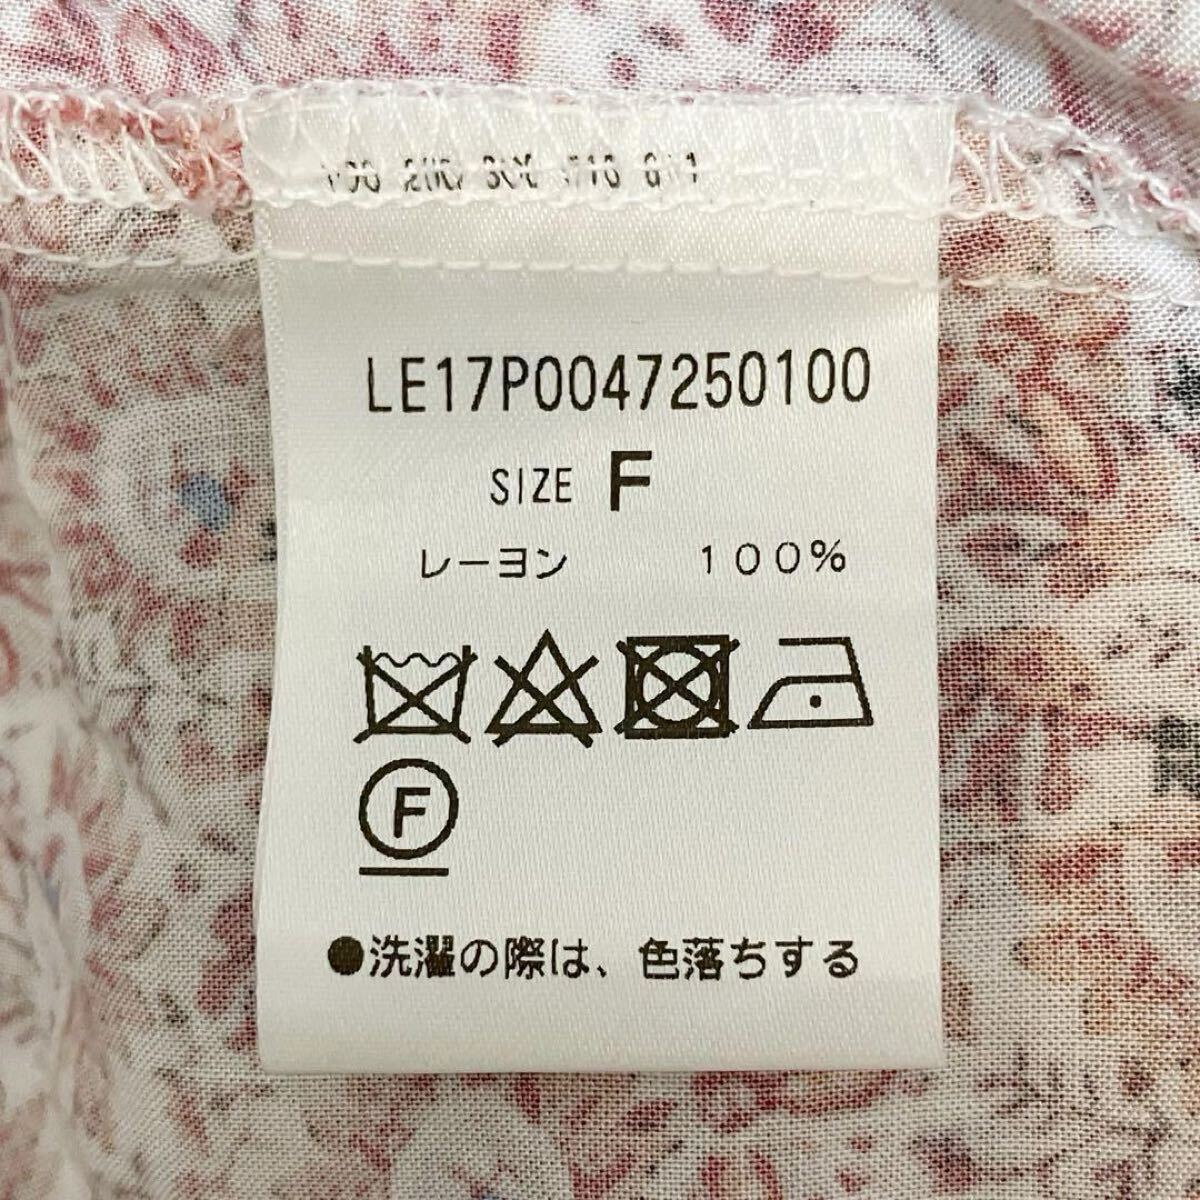 LE17P0047250100
SIZE F
レーヨン 100%
F
●洗濯の際は、色落ちする